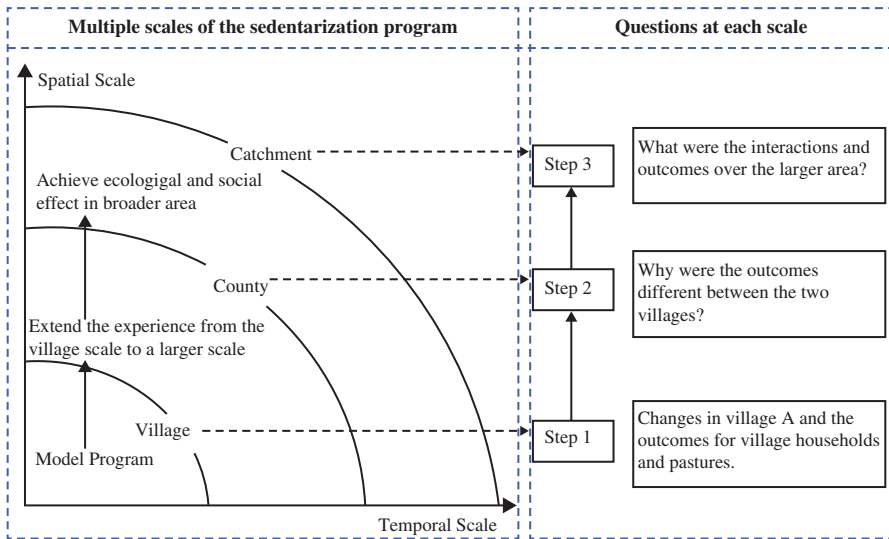 Multiple scales of the sedentarization program
Questions at each scale
Spatial Scale
Catchment
Achieve ecologigal and social
effect in broader area
County
Extend the experience from the
village scale to a larger scale
Village
Model Program
Temporal Scale
Step 3
What were the interactions and
outcomes over the larger area?
Step 2
Why were the outcomes
different between the two
villages?
Step 1
Changes in village A and the
outcomes for village households
and pastures.